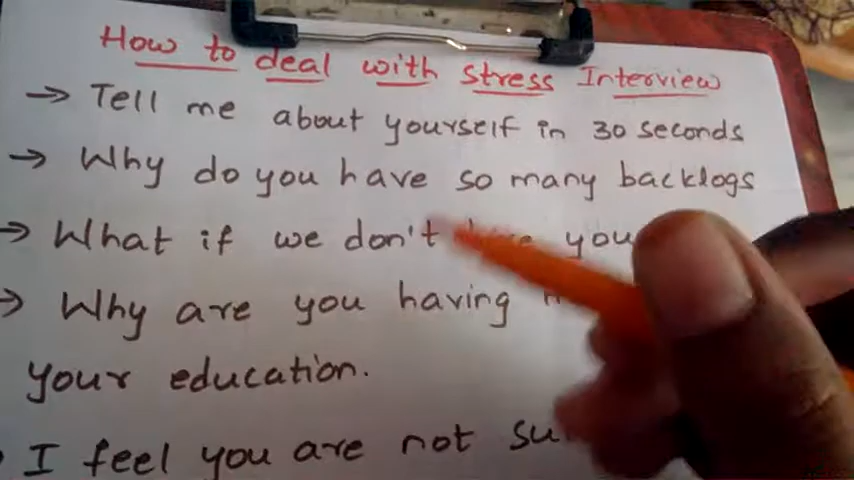 How to deal with stress Interview
→ Tell me about yourself in 30 seconds
→ Why do you have so many backlogs
→ What if we don't you
→ Why are you having
your education.
I feel you are not